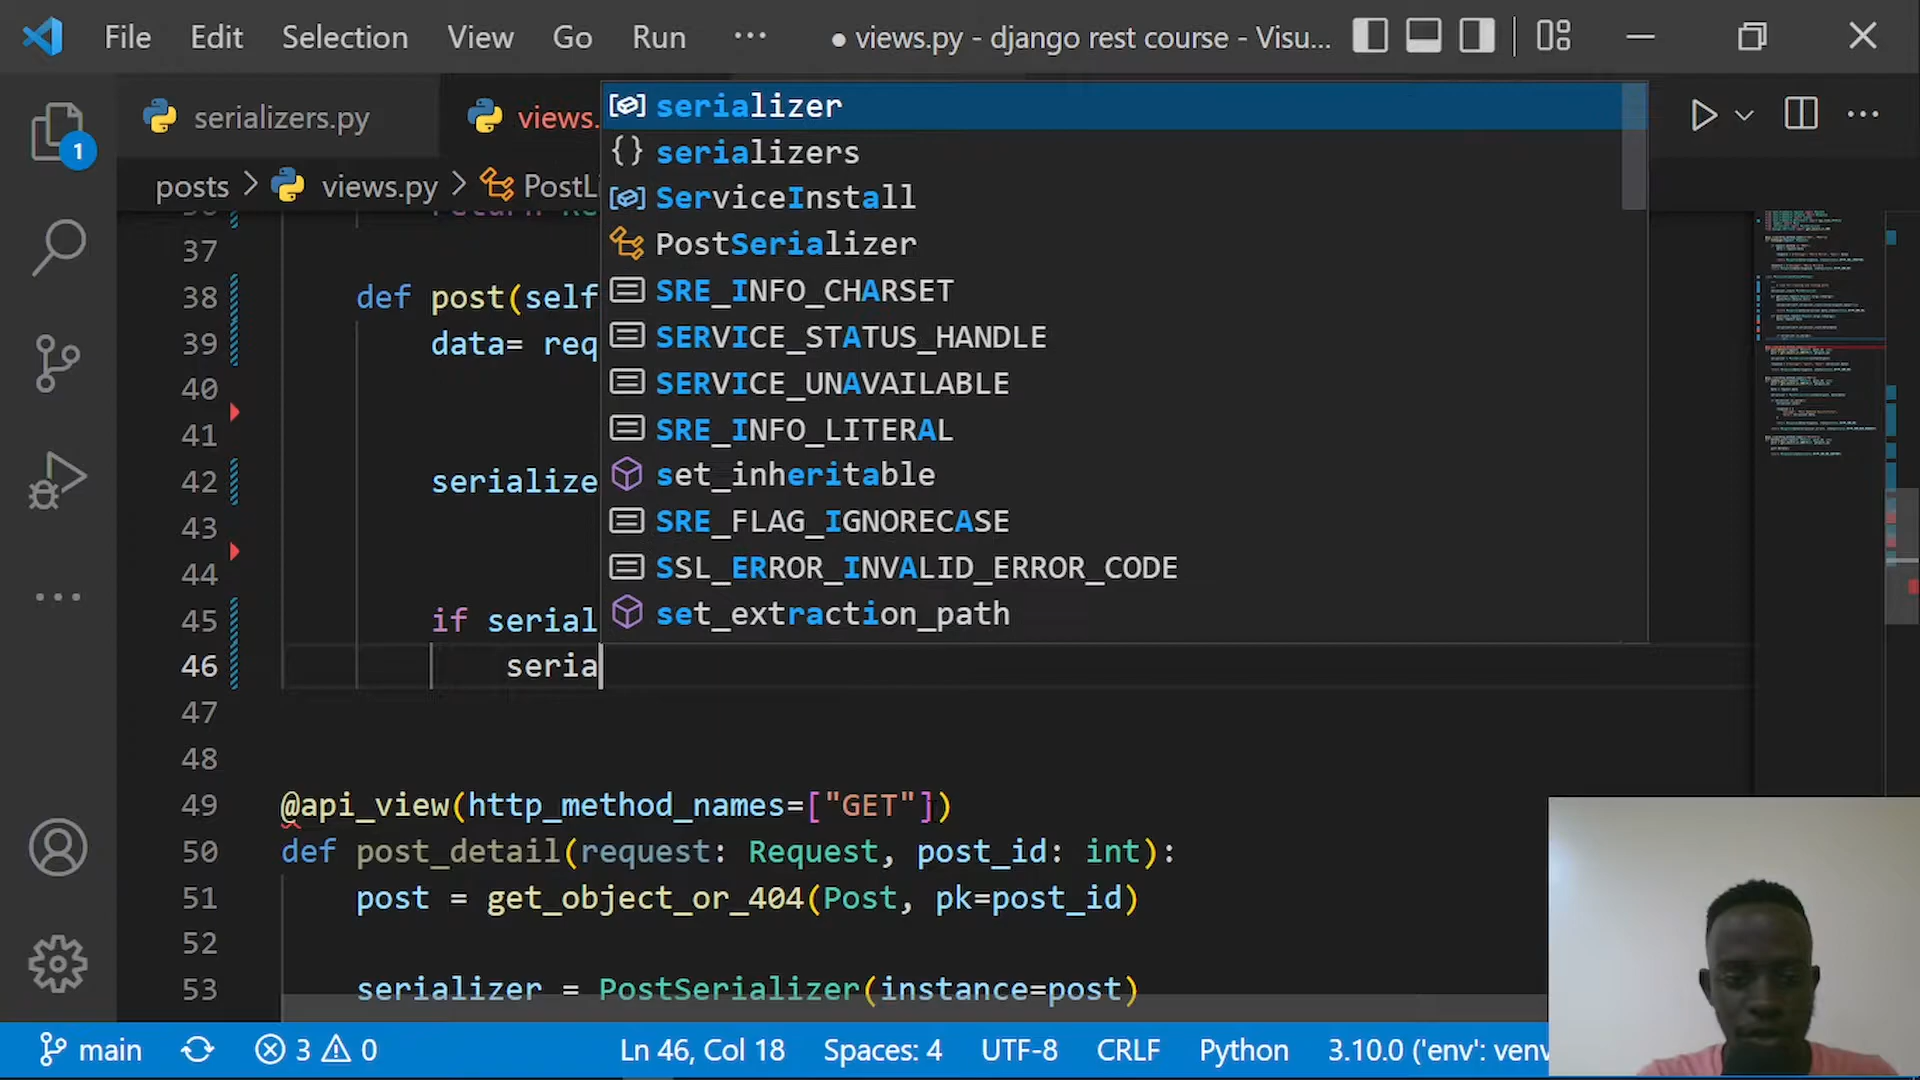 File Edit Selection View Go Run ··· ● views.py - django rest course - Visu...
1
serializers.py
views.
posts > views.py > PostLi
serializer
serializers
ServiceInstall
PostSerializer
SRE_INFO_CHARSET
SERVICE_STATUS_HANDLE
SERVICE_UNAVAILABLE
SRE_INFO_LITERAL
set_inheritable
SRE_FLAG_IGNORECASE
SSL_ERROR_INVALID_ERROR_CODE
set_extraction_path
37
38 def post(self
39 data= req
40
41
42 serialize
43
44
45 if serial
46 seria
47
48
49 @api_view(http_method_names=["GET"])
50 def post_detail(request: Request, post_id: int):
51 post = get_object_or_404(Post, pk=post_id)
52
53 serializer = PostSerializer(instance=post)
main 3 0 Ln 46, Col 18 Spaces: 4 UTF-8 CRLF Python 3.10.0 ('env': venv